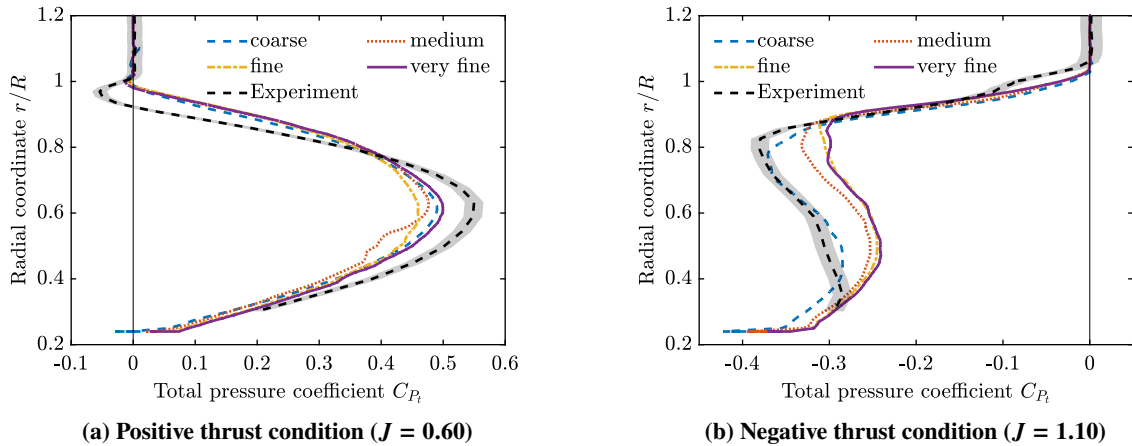 1.2
1
0.8
0.6
0.4
0.2
Radial coordinate r/R
coarse
medium
fine
very fine
Experiment
-0.1
0
0.1
0.2
0.3
0.4
0.5
0.6
Total pressure coefficient C_{P_t}
(a) Positive thrust condition (J = 0.60)
1.2
1
0.8
0.6
0.4
0.2
Radial coordinate r/R
coarse
medium
fine
very fine
Experiment
-0.4
-0.3
-0.2
-0.1
0
Total pressure coefficient C_{P_t}
(b) Negative thrust condition (J = 1.10)